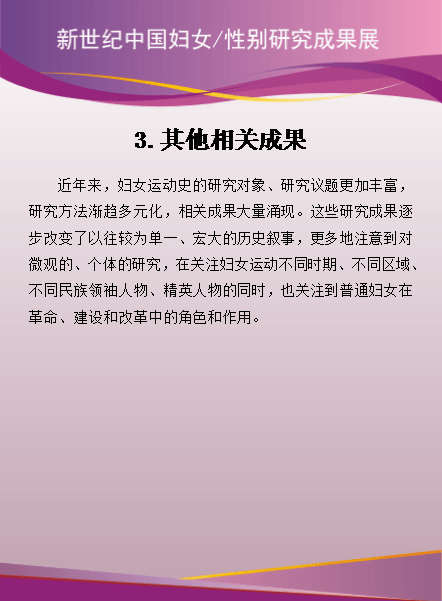 新世纪中国妇女/性别研究成果展
3. 其他相关成果
近年来，妇女运动史的研究对象、研究议题更加丰富，
研究方法渐趋多元化，相关成果大量涌现。这些研究成果逐
步改变了以往较为单一、宏大的历史叙事，更多地注意到对
微观的、个体的研究，在关注妇女运动不同时期、不同区域、
不同民族领袖人物、精英人物的同时，也关注到普通妇女在
革命、建设和改革中的角色和作用。